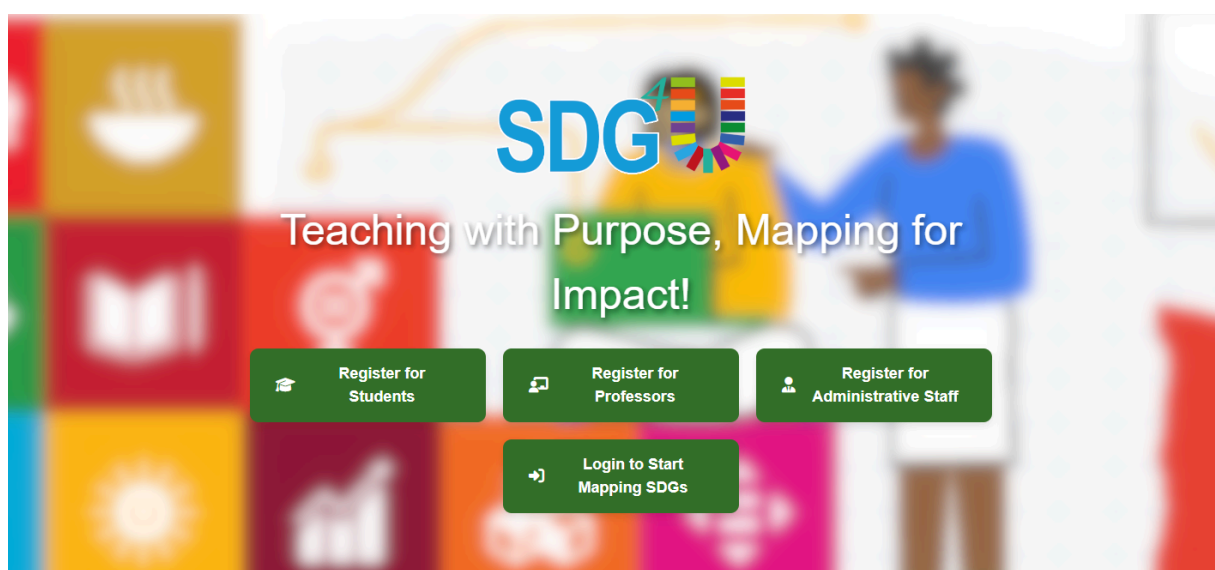 SDG4U
Teaching with Purpose, Mapping for
Impact!
Register for
Students
Register for
Professors
Register for
Administrative Staff
Login to Start
Mapping SDGs